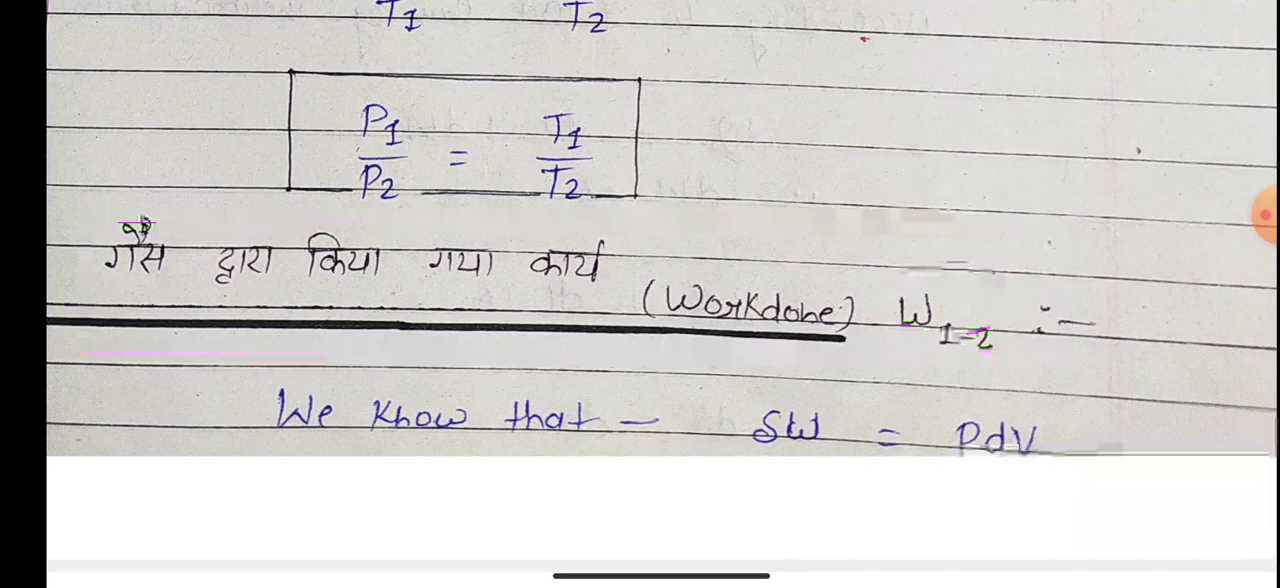 T1 T2
P1/P2 = T1/T2
गैस द्वारा किया गया कार्य (Workdone) W1-2 :-
We know that - δW = PdV